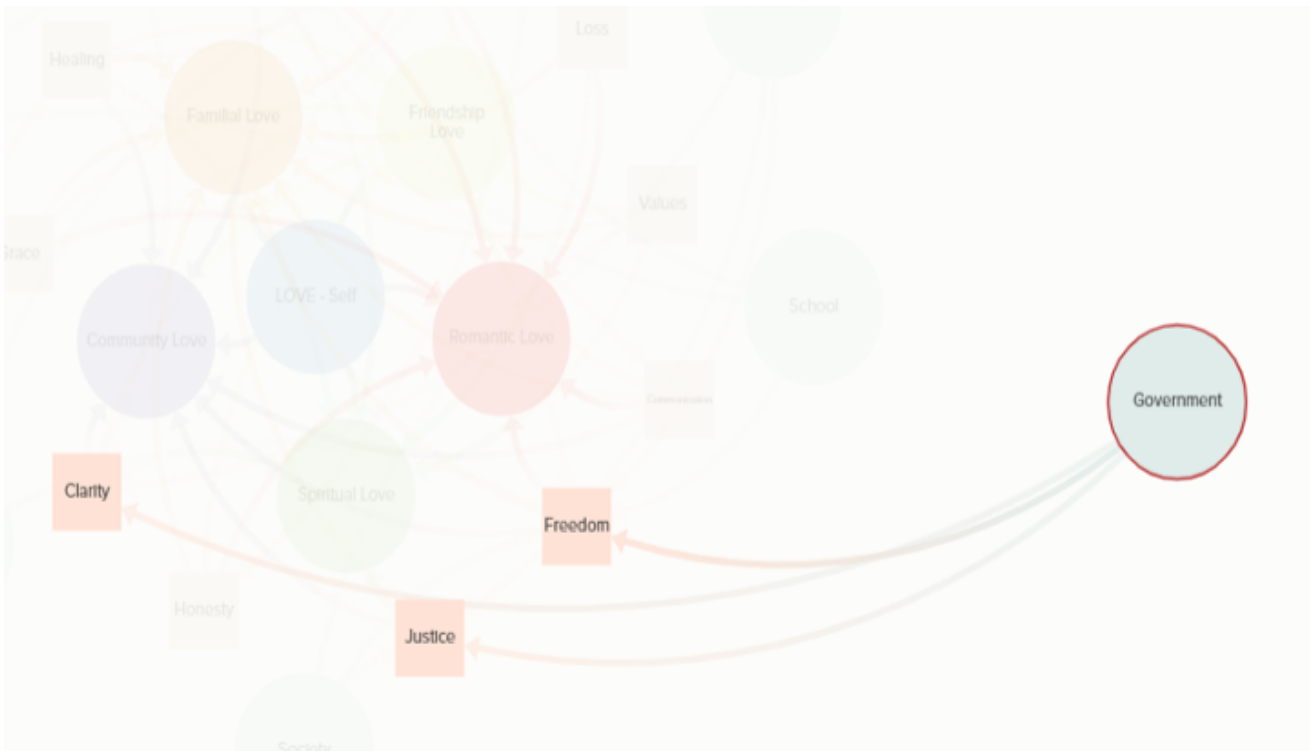 Loss
Healing
Familial Love
Friendship
Love
Values
LOVE - Self
School
Community Love
Romantic Love
Government
Clarity
Spiritual Love
Freedom
Honesty
Justice
Society